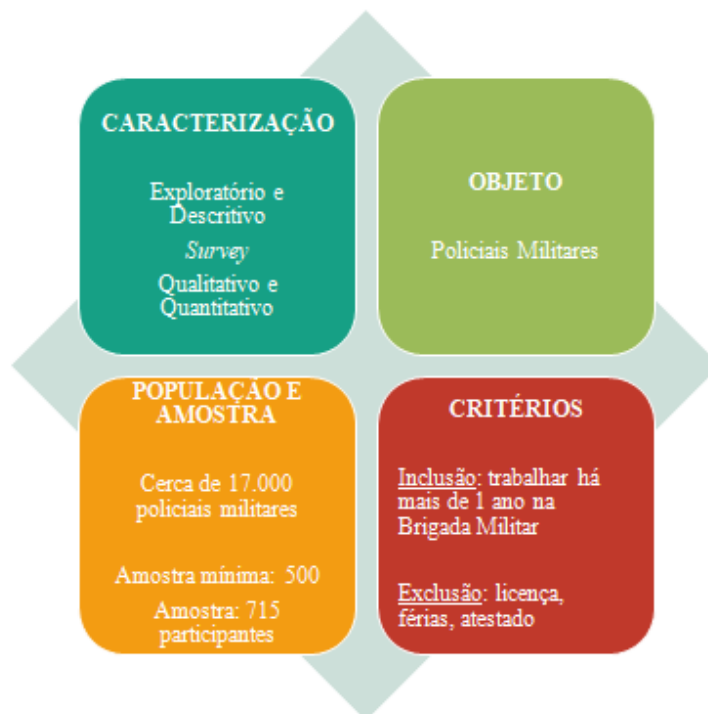 CARACTERIZAÇÃO
Exploratório e
Descritivo
Survey
Qualitativo e
Quantitativo
OBJETO
Policiais Militares
POPULAÇÃO E
AMOSTRA
Cerca de 17.000
policiais militares
Amostra mínima: 500
Amostra: 715
participantes
CRITÉRIOS
Inclusão: trabalhar há
mais de 1 ano na
Brigada Militar
Exclusão: licença,
férias, atestado